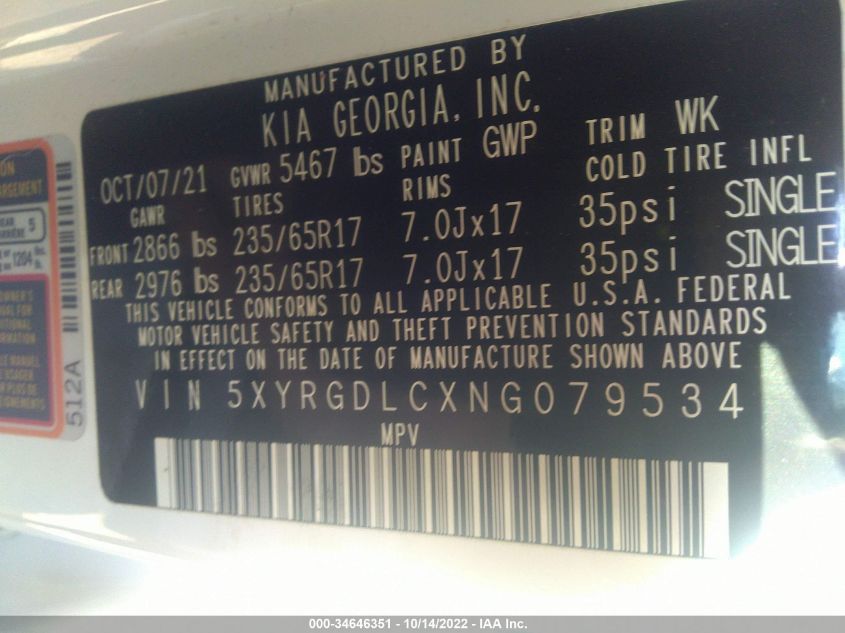 MANUFACTURED BY
KIA GEORGIA, INC.
OCT/07/21 GVWR 5467 lbs PAINT GWP TRIM WK
GAWR TIRES RIMS COLD TIRE INFL
FRONT 2866 lbs 235/65R17 7.0Jx17 35psi SINGLE
REAR 2976 lbs 235/65R17 7.0Jx17 35psi SINGLE
THIS VEHICLE CONFORMS TO ALL APPLICABLE U.S.A. FEDERAL
MOTOR VEHICLE SAFETY AND THEFT PREVENTION STANDARDS
IN EFFECT ON THE DATE OF MANUFACTURE SHOWN ABOVE
VIN 5XYRGDLCXNG079534
MPV
5
1204
512A
000-34646351 - 10/14/2022 - IAA Inc.